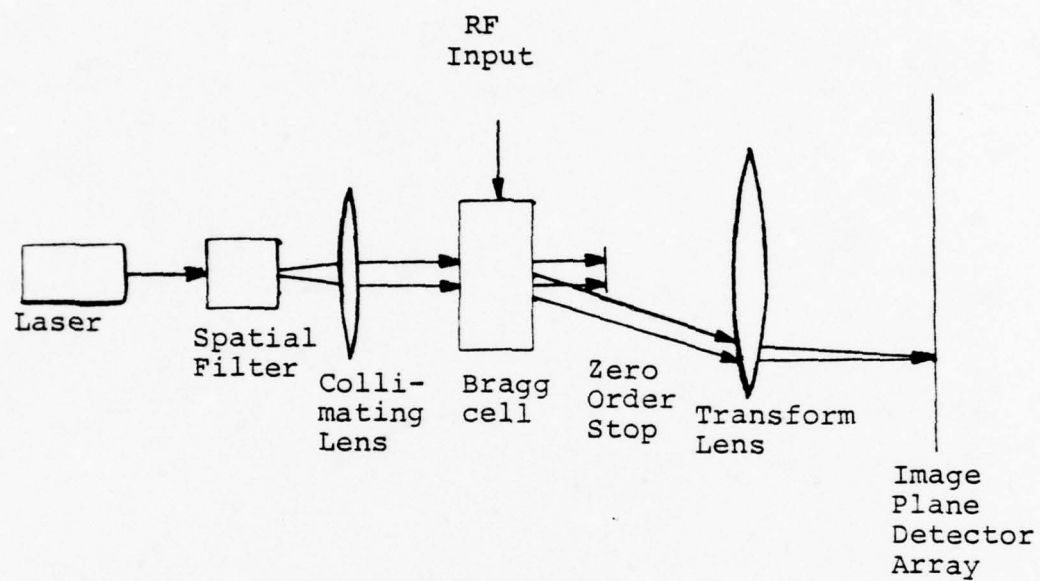 RF
Input
Laser
Spatial
Filter
Colli-
mating
Lens
Bragg
cell
Zero
Order
Stop
Transform
Lens
Image
Plane
Detector
Array